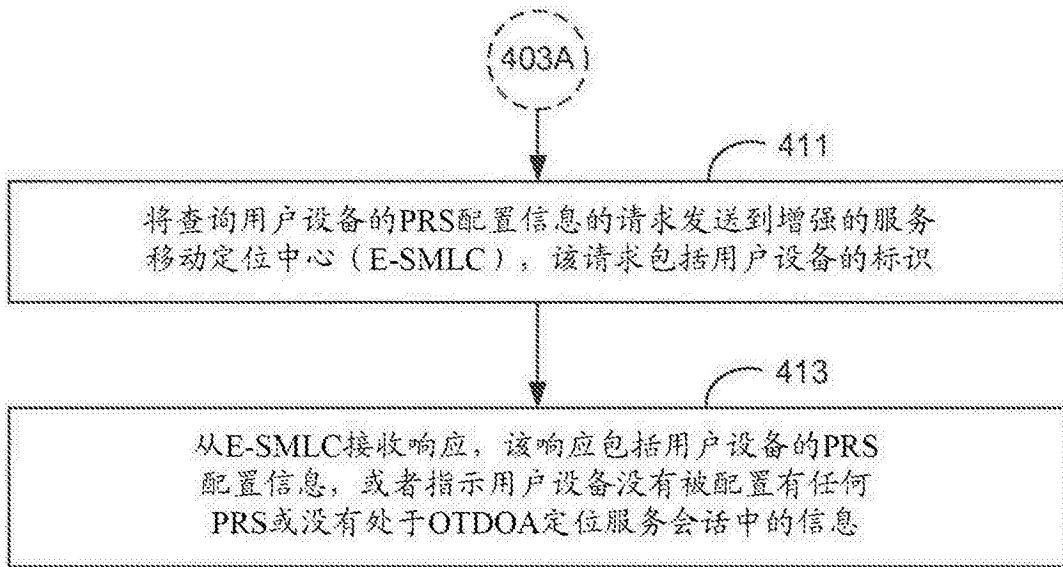 403A
411
将查询用户设备的PRS配置信息的请求发送到增强的服务
移动定位中心（E-SMLC），该请求包括用户设备的标识
413
从E-SMLC接收响应，该响应包括用户设备的PRS
配置信息，或者指示用户设备没有被配置有任何
PRS或没有处于OTDOA定位服务会话中的信息